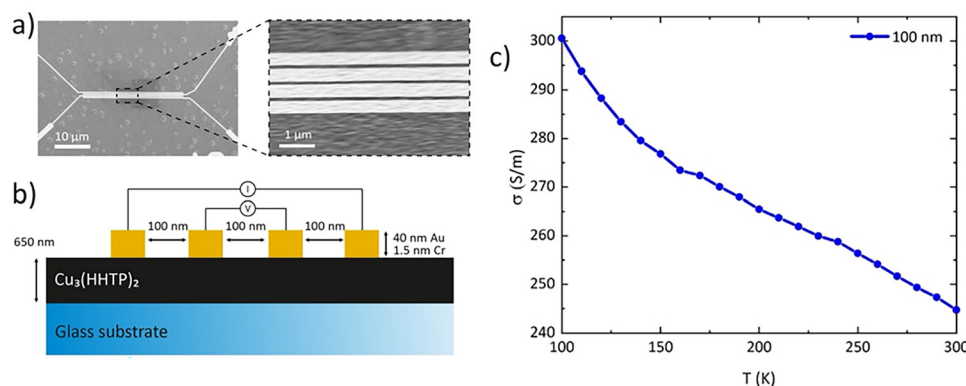 a)
10 µm
1 µm
b)
I
V
100 nm 100 nm 100 nm
650 nm
40 nm Au
1.5 nm Cr
Cu₃(HHTP)₂
Glass substrate
c)
100 nm
300
290
280
270
260
250
240
σ (S/m)
100 150 200 250 300
T (K)